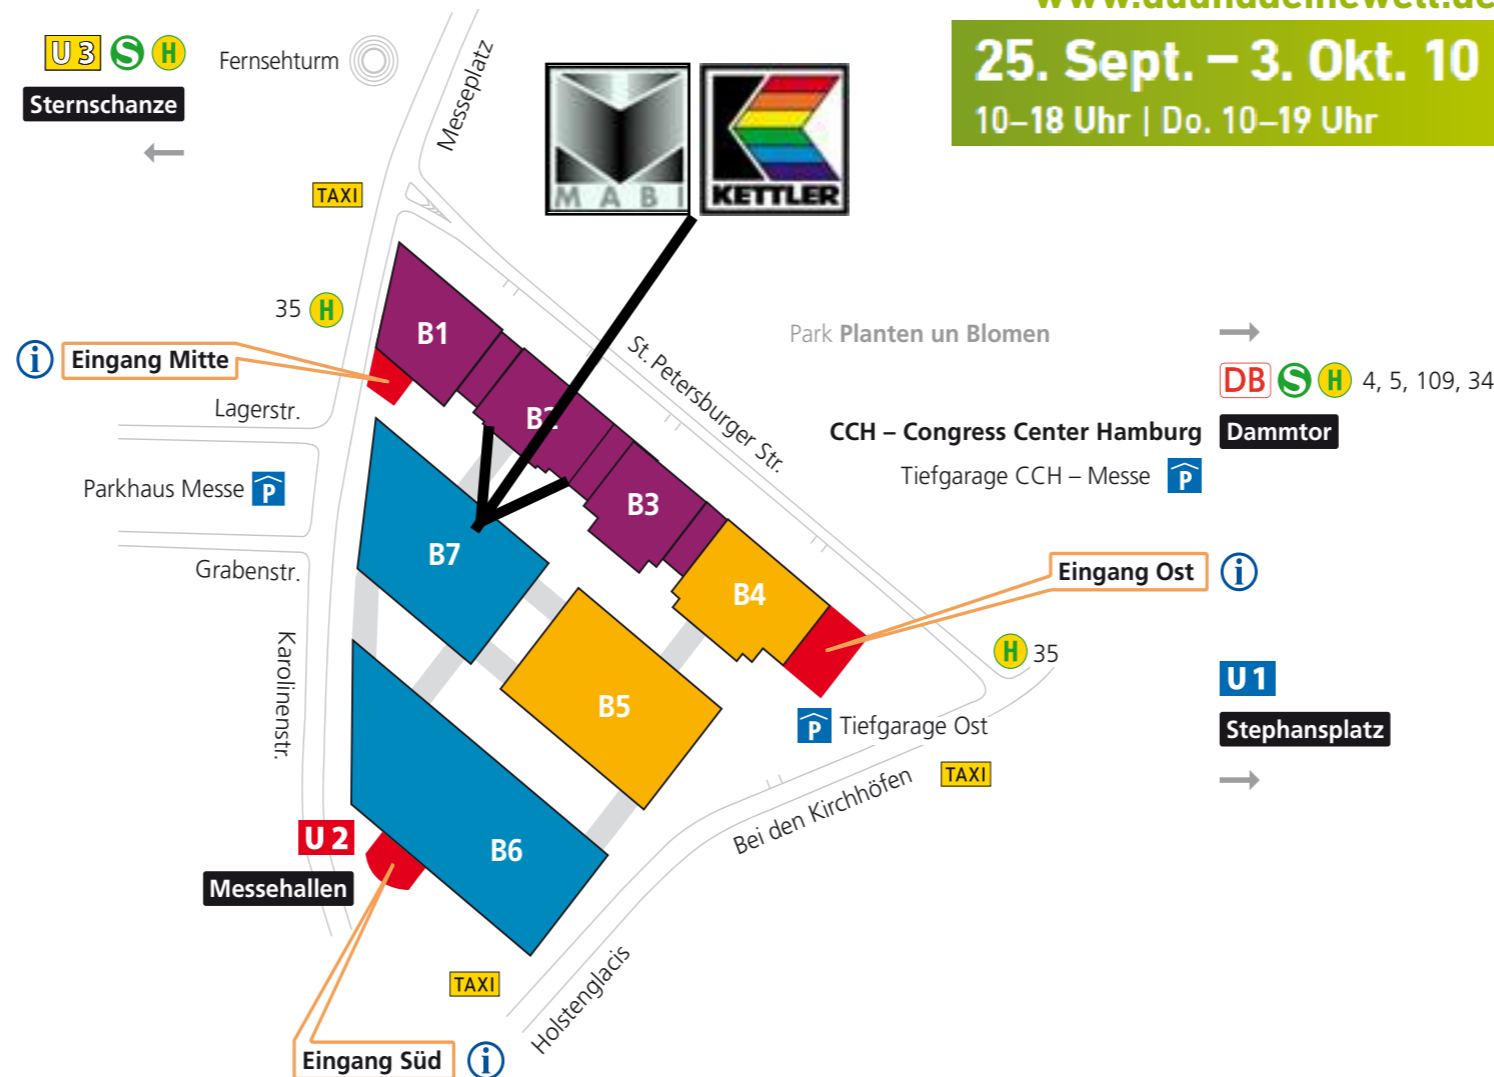 www.duunddeinewelt.de
25. Sept. – 3. Okt. 10
10–18 Uhr | Do. 10–19 Uhr
U3 S H
Fernsehturm
Sternschanze
Messeplatz
TAXI
MABI
KETTLER
35 H
B1
Eingang Mitte
Lagerstr.
B2
St. Petersburger Str.
Park Planten un Blomen
DB S H 4, 5, 109, 34
CCH – Congress Center Hamburg
Dammtor
Tiefgarage CCH – Messe P
Parkhaus Messe P
B3
Grabenstr.
B7
B4
Eingang Ost
H 35
Karolinenstr.
B5
U1
Stephansplatz
P Tiefgarage Ost
TAXI
Bei den Kirchhöfen
U2
Messehallen
B6
TAXI
Holstenglacis
Eingang Süd